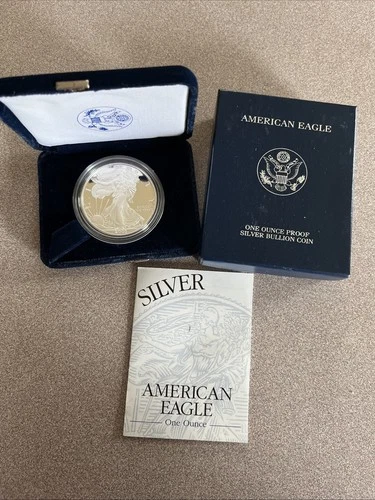 AMERICAN EAGLE
ONE OUNCE PROOF
SILVER BULLION COIN
SILVER
AMERICAN
EAGLE
One Ounce